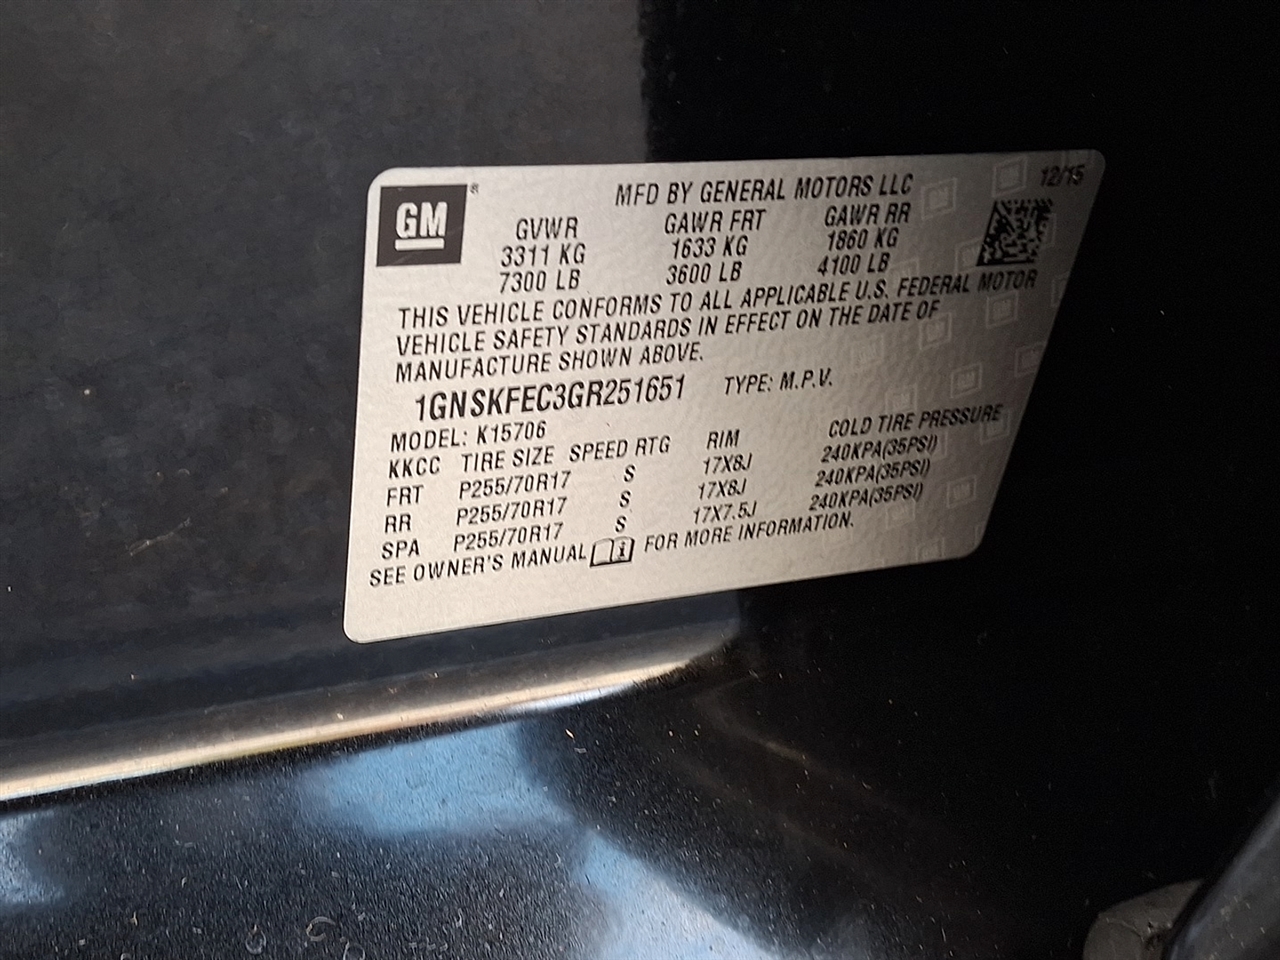 GM ® MFD BY GENERAL MOTORS LLC 12/15
GVWR GAWR FRT GAWR RR
3311 KG 1633 KG 1860 KG
7300 LB 3600 LB 4100 LB
THIS VEHICLE CONFORMS TO ALL APPLICABLE U.S. FEDERAL MOTOR
VEHICLE SAFETY STANDARDS IN EFFECT ON THE DATE OF
MANUFACTURE SHOWN ABOVE.
1GNSKFEC3GR251651 TYPE: M.P.V.
MODEL: K15706
KKCC TIRE SIZE SPEED RTG RIM COLD TIRE PRESSURE
FRT P255/70R17 S 17X8J 240KPA(35PSI)
RR P255/70R17 S 17X8J 240KPA(35PSI)
SPA P255/70R17 S 17X7.5J 240KPA(35PSI)
SEE OWNER'S MANUAL FOR MORE INFORMATION.